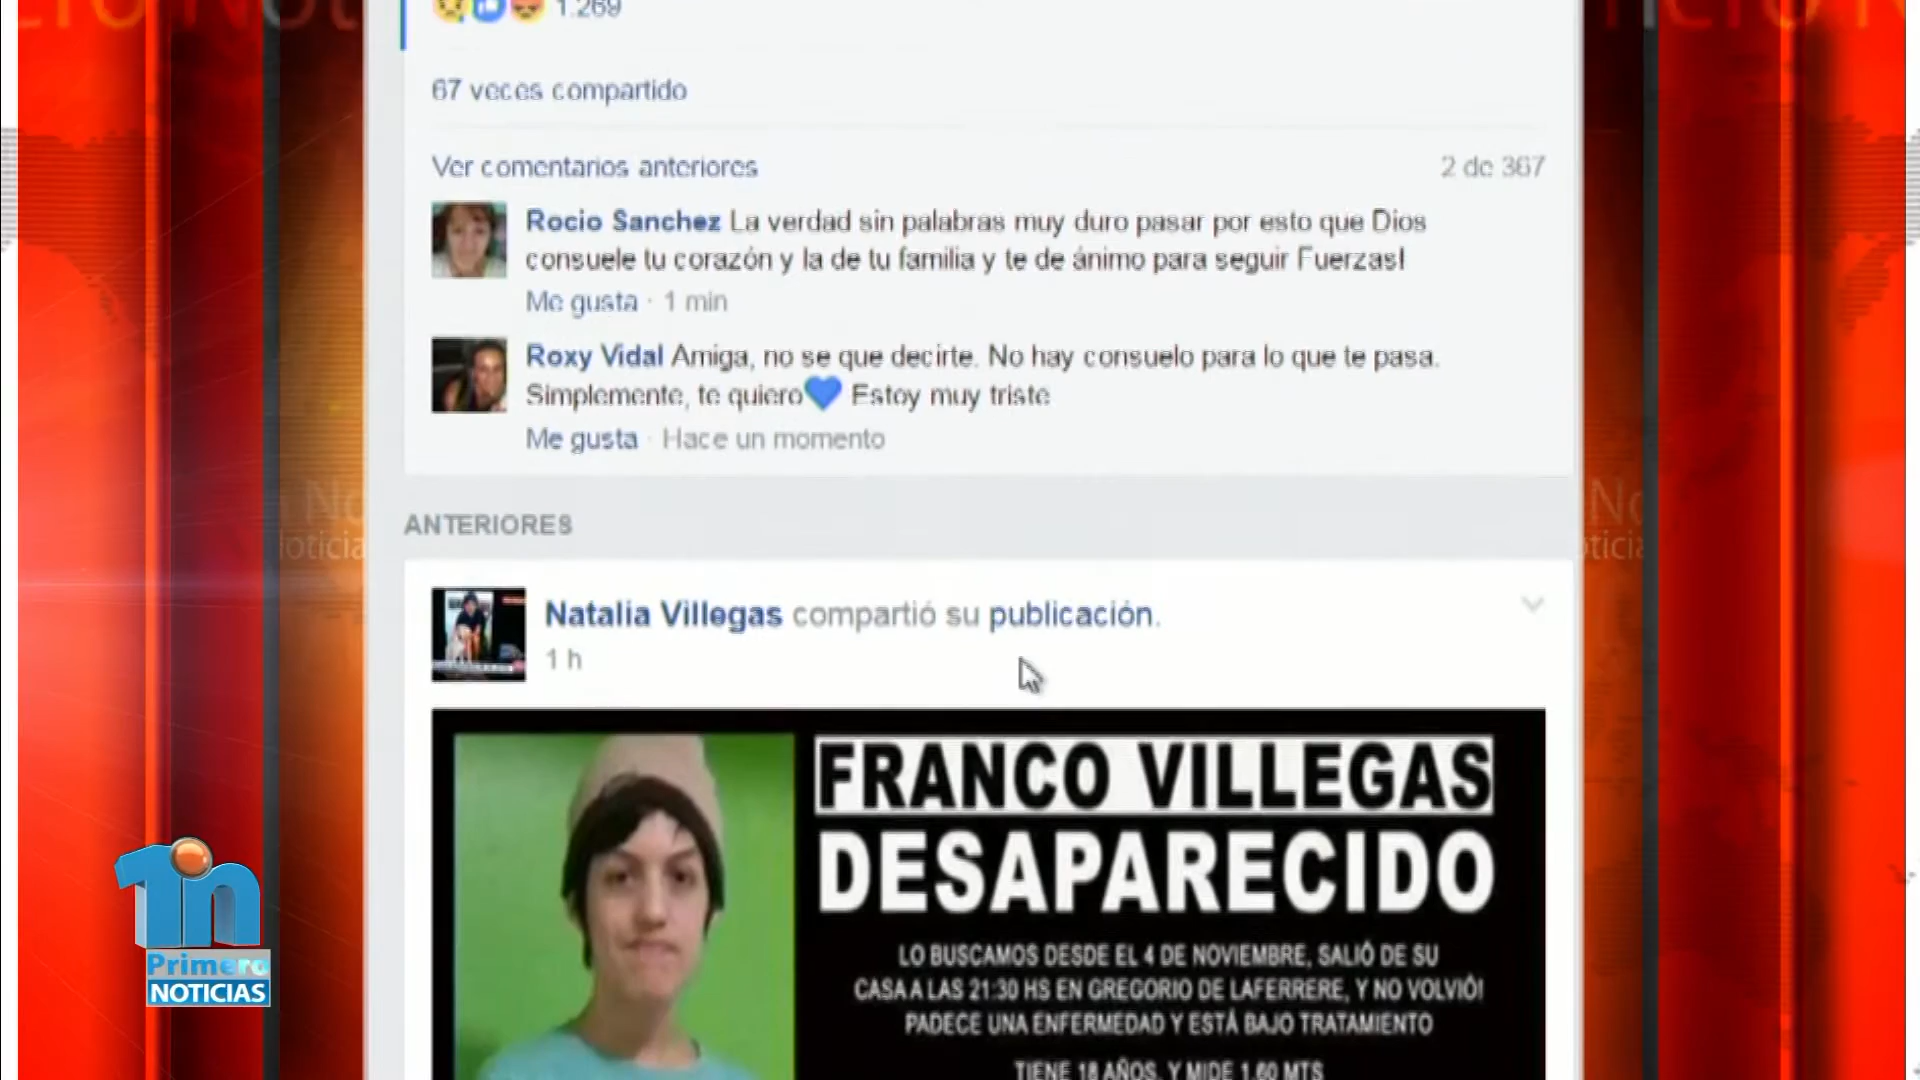 1.269
67 veces compartido
Ver comentarios anteriores
2 de 367
Rocio Sanchez La verdad sin palabras muy duro pasar por esto que Dios
consuele tu corazón y la de tu familia y te de ánimo para seguir Fuerzas!
Me gusta · 1 min
Roxy Vidal Amiga, no se que decirte. No hay consuelo para lo que te pasa.
Simplemente, te quiero💙 Estoy muy triste
Me gusta · Hace un momento
ANTERIORES
Natalia Villegas compartió su publicación.
1 h
FRANCO VILLEGAS
DESAPARECIDO
LO BUSCAMOS DESDE EL 4 DE NOVIEMBRE, SALIÓ DE SU
CASA A LAS 21:30 HS EN GREGORIO DE LAFERRERE, Y NO VOLVIÓ!
PADECE UNA ENFERMEDAD Y ESTÁ BAJO TRATAMIENTO
TIENE 18 AÑOS, Y MIDE 1,60 MTS
1n
Primero
NOTICIAS